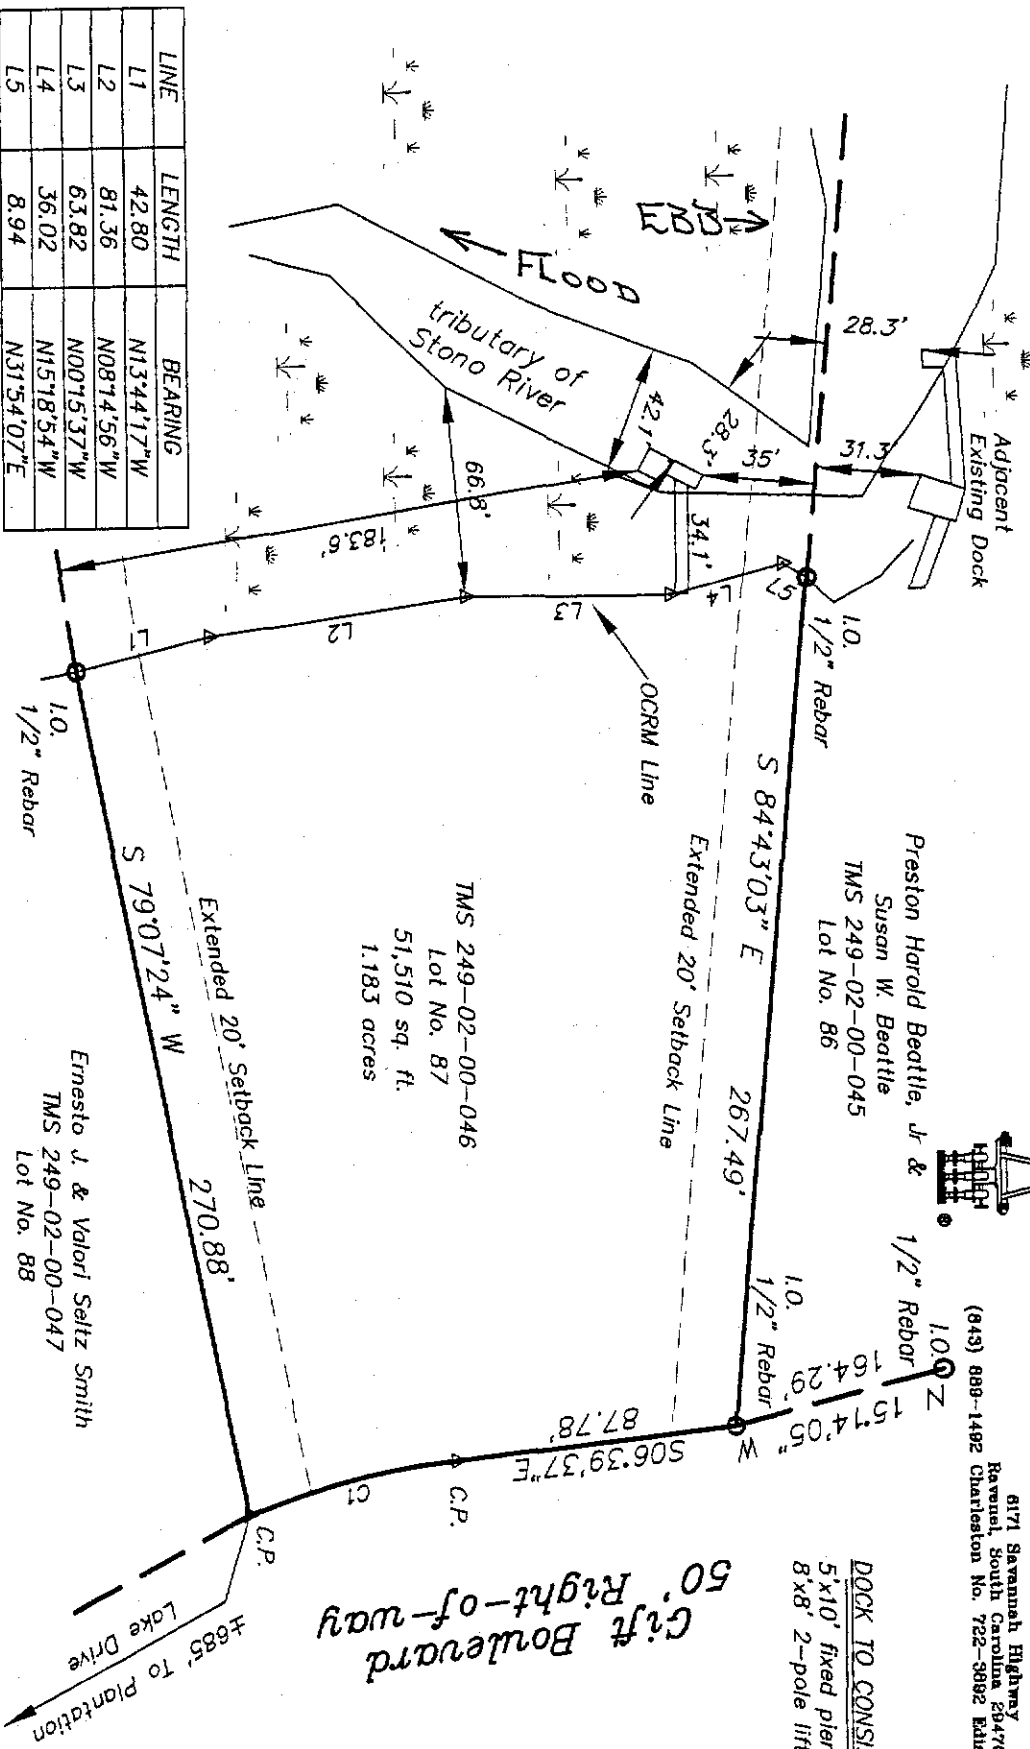 6171 Savannah Highway
Ravenel, South Carolina
(843) 889-1492 Charleston No. 722-3892
DOCK TO
5'x10' fixed pier
8'x8' 2-pole lift
I.O.
1/2" Rebar
N
15°14'05"
164.29'
Preston Harold Beattle, Jr &
Susan W. Beattle
TMS 249-02-00-045
Lot No. 86
Adjacent
Existing Dock
28.3'
31.3'
35'
28.3'
42.1'
34.1'
66.8'
183.6'
EBB
FLOOD
tributary of
Stono River
I.O.
1/2" Rebar
S 84°43'03" E
267.49'
I.O.
1/2" Rebar
W
Extended 20' Setback Line
OCRM Line
L5
L4
L3
L2
L1
TMS 249-02-00-046
Lot No. 87
51,510 sq. ft.
1.183 acres
S06°39'37"E
87.78'
C.P.
C1
C.P.
Gift Boulevard
50' Right-of-way
±685' To Plantation
Lake Drive
Extended 20' Setback Line
S 79°07'24" W
270.88'
I.O.
1/2" Rebar
Ernesto J. & Valori Seltz Smith
TMS 249-02-00-047
Lot No. 88
LINE LENGTH BEARING
L1 42.80 N13°44'17"W
L2 81.36 N08°14'56"W
L3 63.82 N00°15'37"W
L4 36.02 N15°18'54"W
L5 8.94 N31°54'07"E